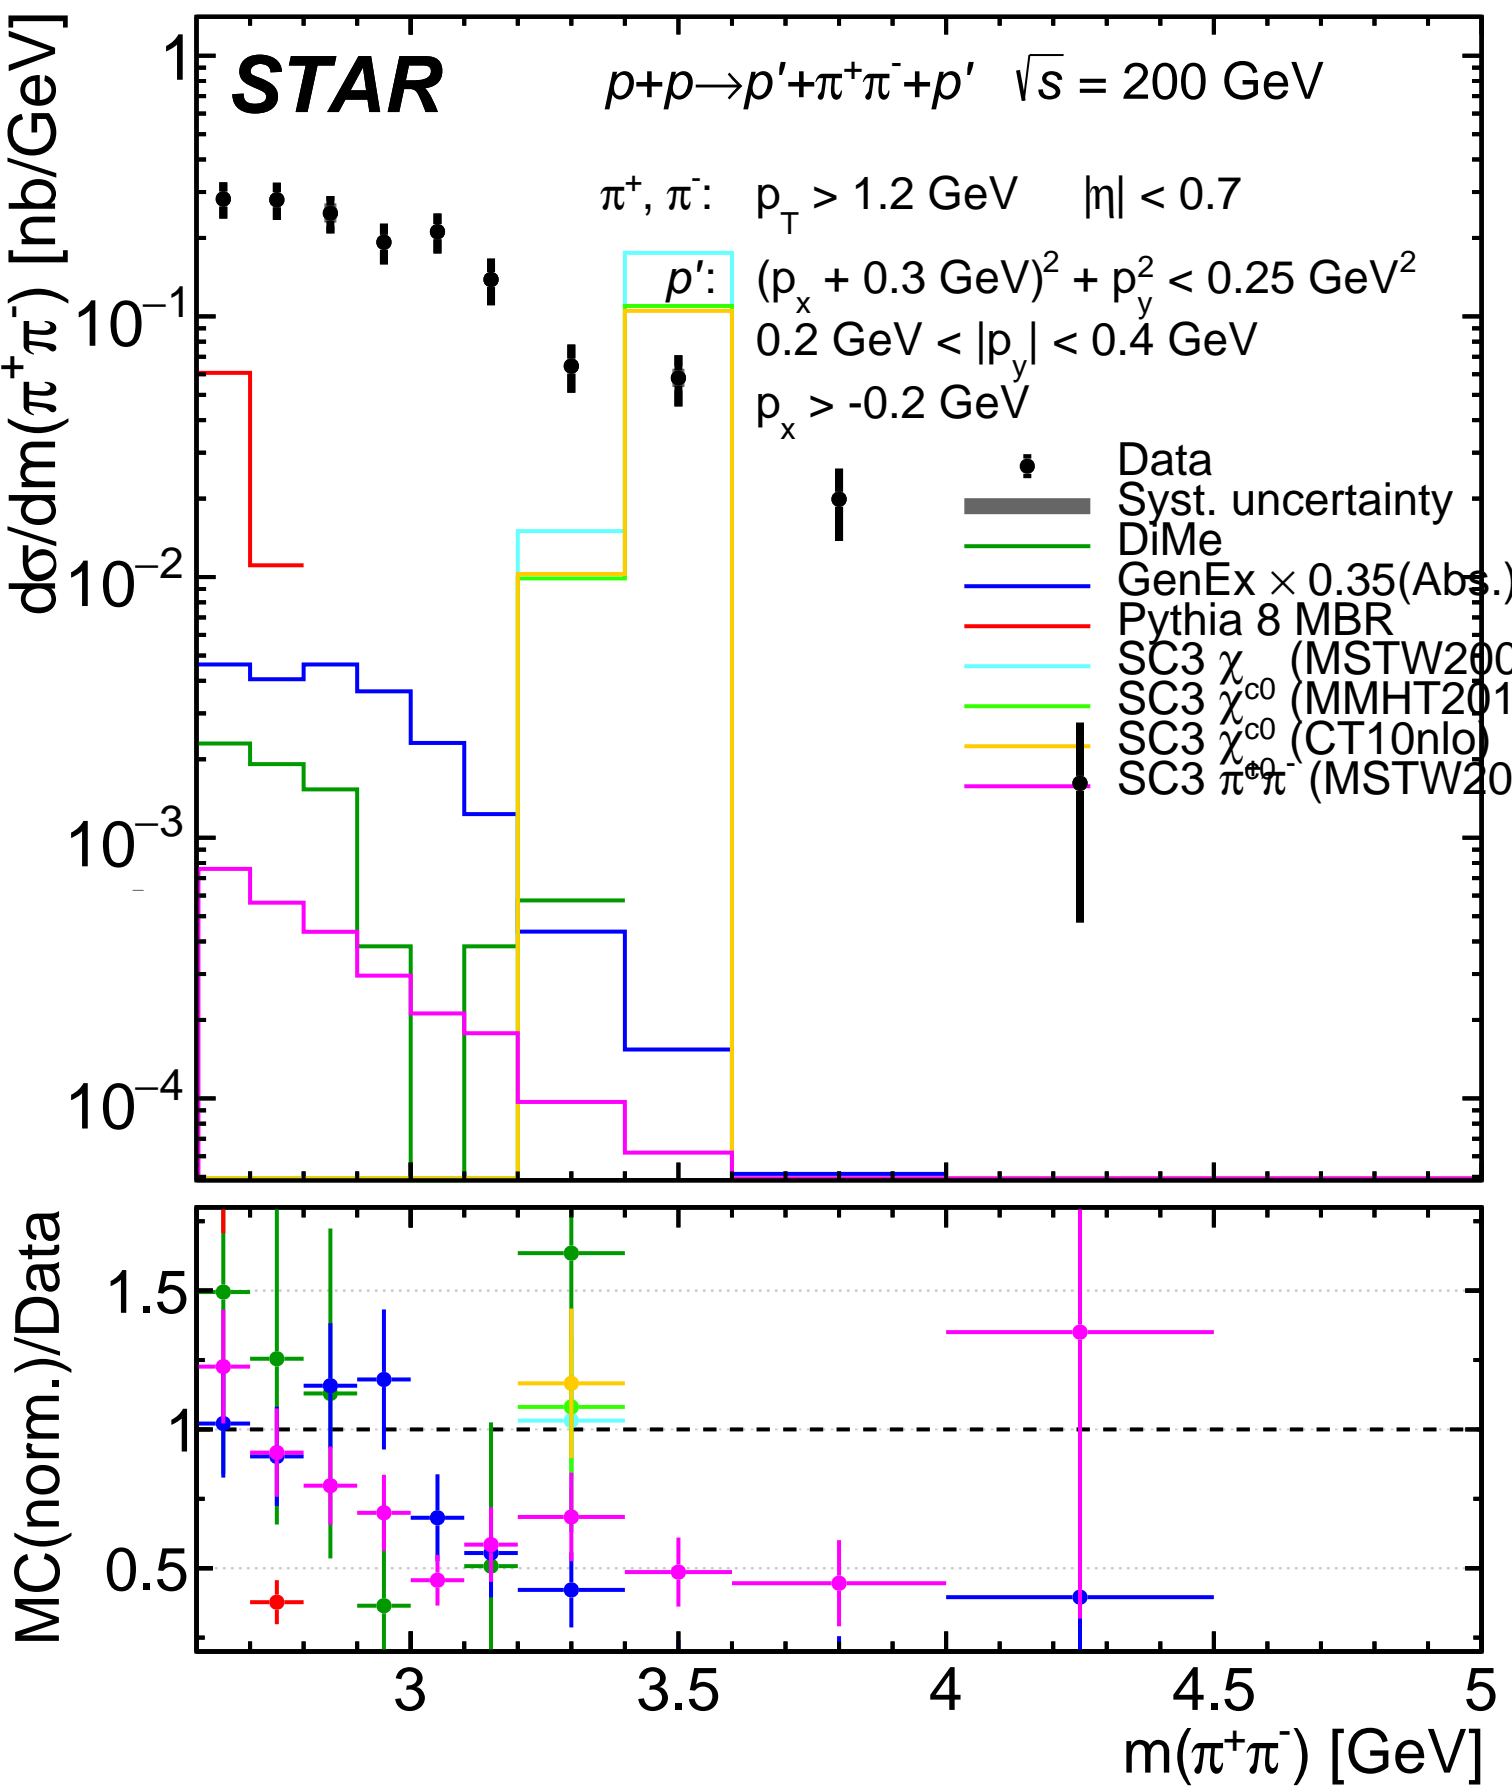 dσ/dm(π⁺π⁻) [nb/GeV]
1
10⁻¹
10⁻²
10⁻³
10⁻⁴
STAR p+p→p′+π⁺π⁻+p′ √s = 200 GeV
π⁺, π⁻: p_T > 1.2 GeV |η| < 0.7
p′: (p_x + 0.3 GeV)² + p_y² < 0.25 GeV²
0.2 GeV < |p_y| < 0.4 GeV
p_x > -0.2 GeV
Data
Syst. uncertainty
DiMe
GenEx × 0.35(Abs.)
Pythia 8 MBR
SC3 χ_c0 (MSTW200
SC3 χ_c0 (MMHT201
SC3 χ_c0 (CT10nlo)
SC3 π⁺π⁻ (MSTW20
MC(norm.)/Data
1.5
1
0.5
3 3.5 4 4.5 5
m(π⁺π⁻) [GeV]